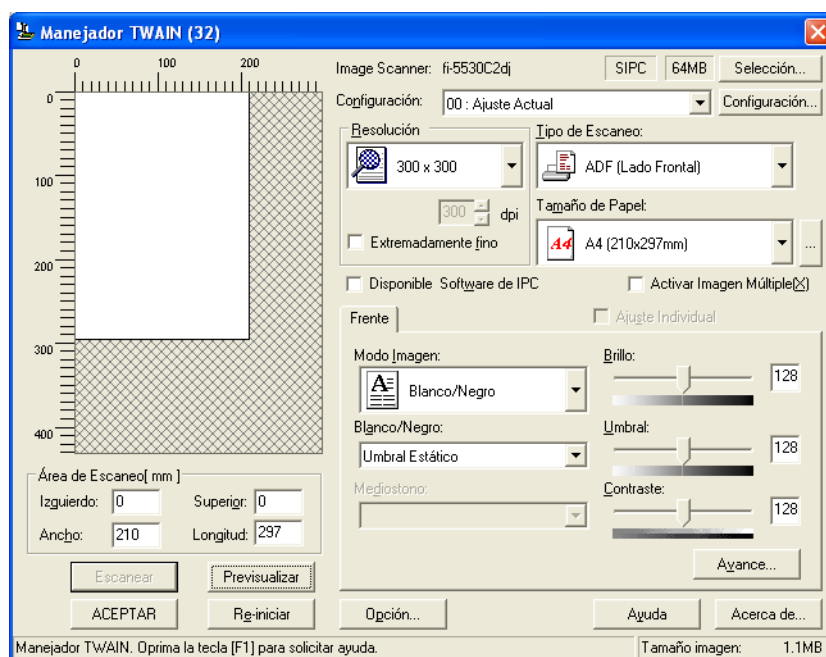 Manejador TWAIN (32)
0 100 200
0
100
200
300
400
Image Scanner: fi-5530C2dj SIPC 64MB Selección...
Configuración: 00 : Ajuste Actual Configuración...
Resolución
300 x 300
300 dpi
Extremadamente fino
Tipo de Escaneo:
ADF (Lado Frontal)
Tamaño de Papel:
A4 A4 (210x297mm) ...
Disponible Software de IPC Activar Imagen Múltiple(X)
Frente Ajuste Individual
Modo Imagen:
A Blanco/Negro
Blanco/Negro:
Umbral Estático
Mediostono:
Brillo:
128
Umbral:
128
Contraste:
128
Avance...
Área de Escaneo[ mm ]
Izguierdo: 0 Superior: 0
Ancho: 210 Longitud: 297
Escanear Previsualizar
ACEPTAR Re-iniciar Opción... Ayuda Acerca de...
Manejador TWAIN. Oprima la tecla [F1] para solicitar ayuda. Tamaño imagen: 1.1MB